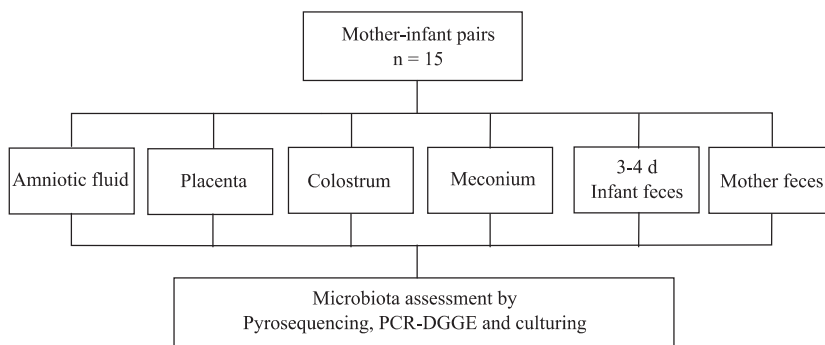 Mother-infant pairs
n = 15
Amniotic fluid
Placenta
Colostrum
Meconium
3-4 d
Infant feces
Mother feces
Microbiota assessment by
Pyrosequencing, PCR-DGGE and culturing